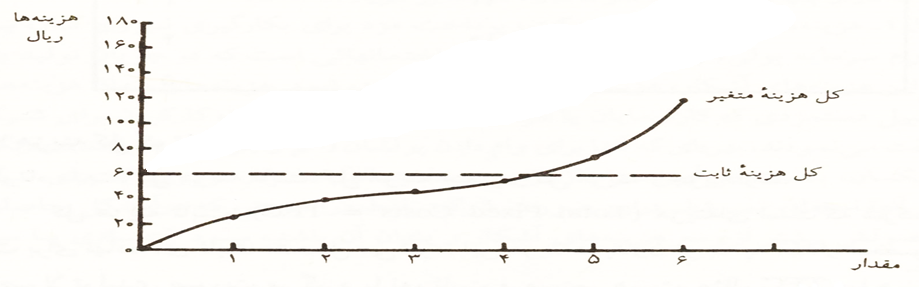 هزینه‌ها
ریال
۱۸۰
۱۶۰
۱۴۰
۱۲۰
۱۰۰
۸۰
۶۰
۴۰
۲۰
۰
کل هزینهٔ متغیر
کل هزینهٔ ثابت
۱ ۲ ۳ ۴ ۵ ۶
مقدار